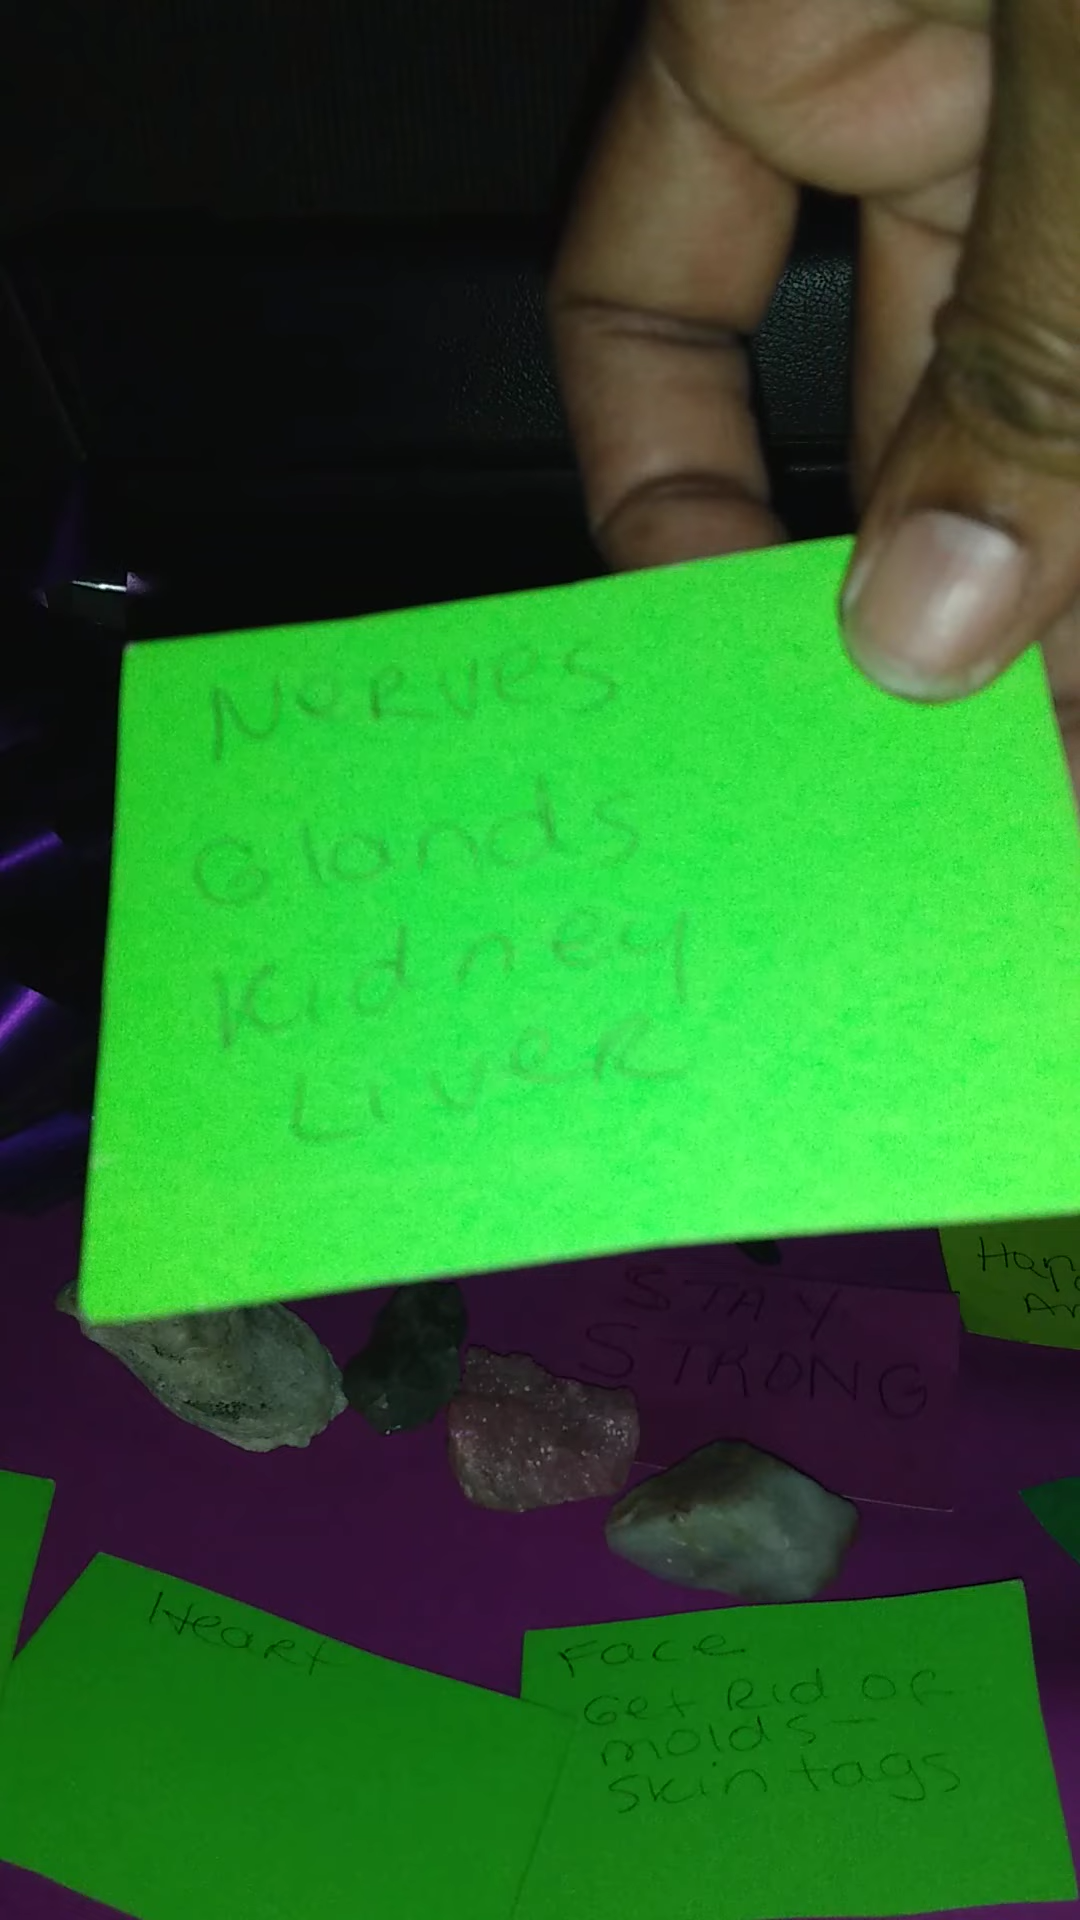 Nerves
Glands
Kidney
Liver
STAY
STRONG
Heart
Face
Get Rid of
molds-
skin tags